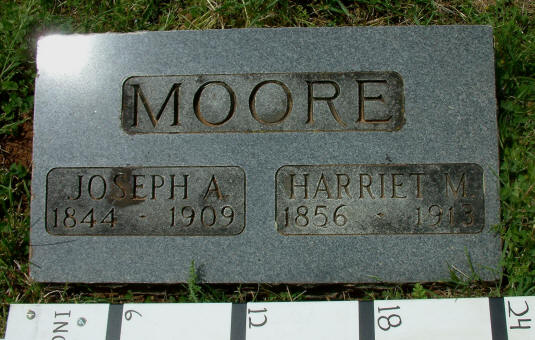 MOORE
JOSEPH A.
1844 - 1909
HARRIET M.
1856 - 1913
6
12
18
24